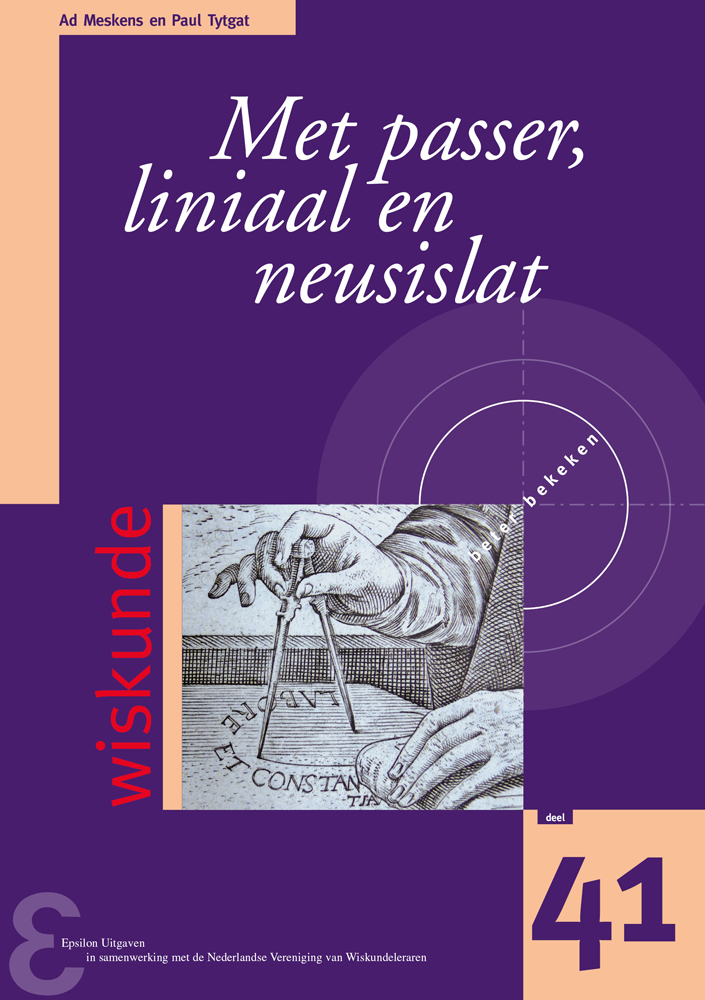 Ad Meskens en Paul Tytgat
Met passer,
liniaal en
neusislat
beter bekeken
wiskunde
LABORE
ET CONSTAN
TIA
deel
41
ε
Epsilon Uitgaven
in samenwerking met de Nederlandse Vereniging van Wiskundeleraren